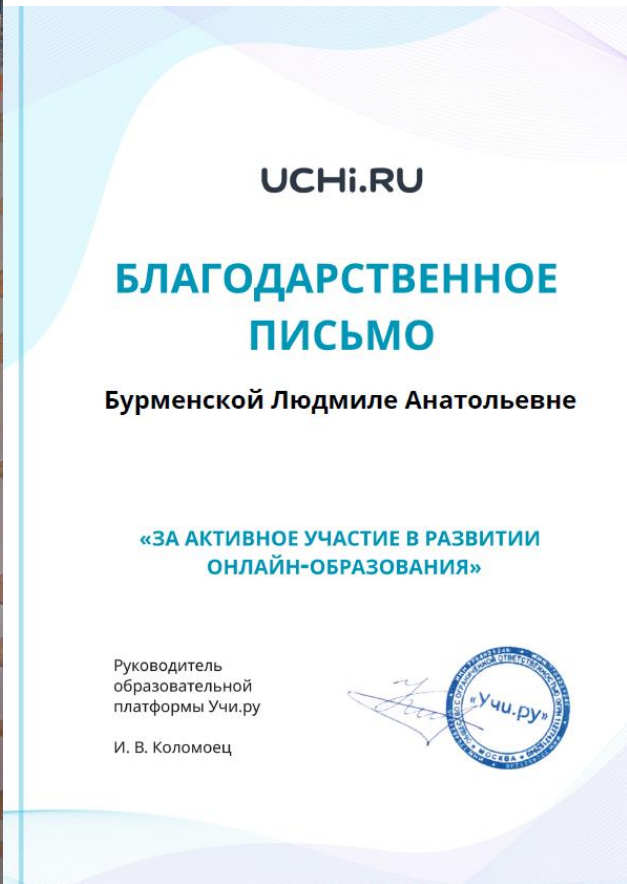 UCHi.RU
БЛАГОДАРСТВЕННОЕ
ПИСЬМО
Бурменской Людмиле Анатольевне
«ЗА АКТИВНОЕ УЧАСТИЕ В РАЗВИТИИ
ОНЛАЙН-ОБРАЗОВАНИЯ»
Руководитель
образовательной
платформы Учи.ру
И. В. Коломоец
«Учи.ру»
МОСКВА